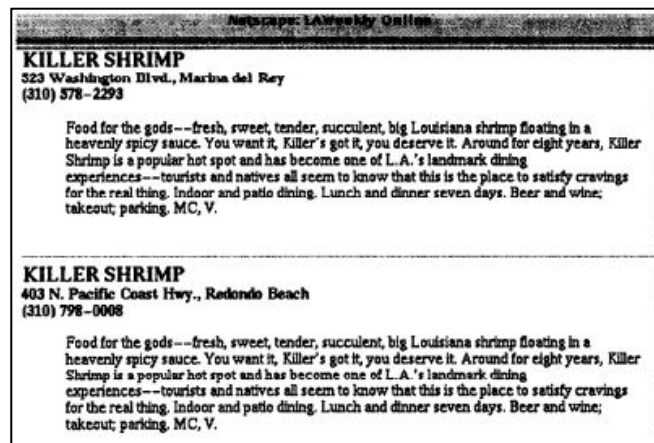 Netscape: LAWeekly Online
KILLER SHRIMP
523 Washington Blvd., Marina del Rey
(310) 578-2293
Food for the gods--fresh, sweet, tender, succulent, big Louisiana shrimp floating in a
heavenly spicy sauce. You want it, Killer's got it, you deserve it. Around for eight years, Killer
Shrimp is a popular hot spot and has become one of L.A.'s landmark dining
experiences--tourists and natives all seem to know that this is the place to satisfy cravings
for the real thing. Indoor and patio dining. Lunch and dinner seven days. Beer and wine;
takeout; parking. MC, V.
KILLER SHRIMP
403 N. Pacific Coast Hwy., Redondo Beach
(310) 798-0008
Food for the gods--fresh, sweet, tender, succulent, big Louisiana shrimp floating in a
heavenly spicy sauce. You want it, Killer's got it, you deserve it. Around for eight years, Killer
Shrimp is a popular hot spot and has become one of L.A.'s landmark dining
experiences--tourists and natives all seem to know that this is the place to satisfy cravings
for the real thing. Indoor and patio dining. Lunch and dinner seven days. Beer and wine;
takeout; parking. MC, V.